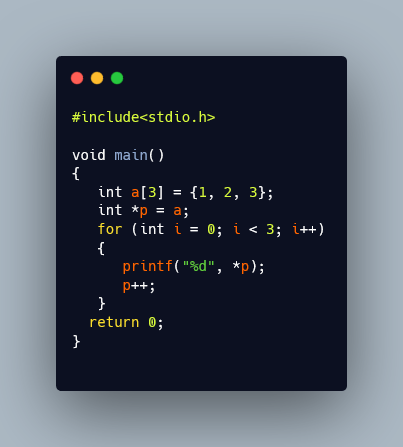 #include<stdio.h>

void main()
{
   int a[3] = {1, 2, 3};
   int *p = a;
   for (int i = 0; i < 3; i++)
   {
      printf("%d", *p);
      p++;
   }
  return 0;
}